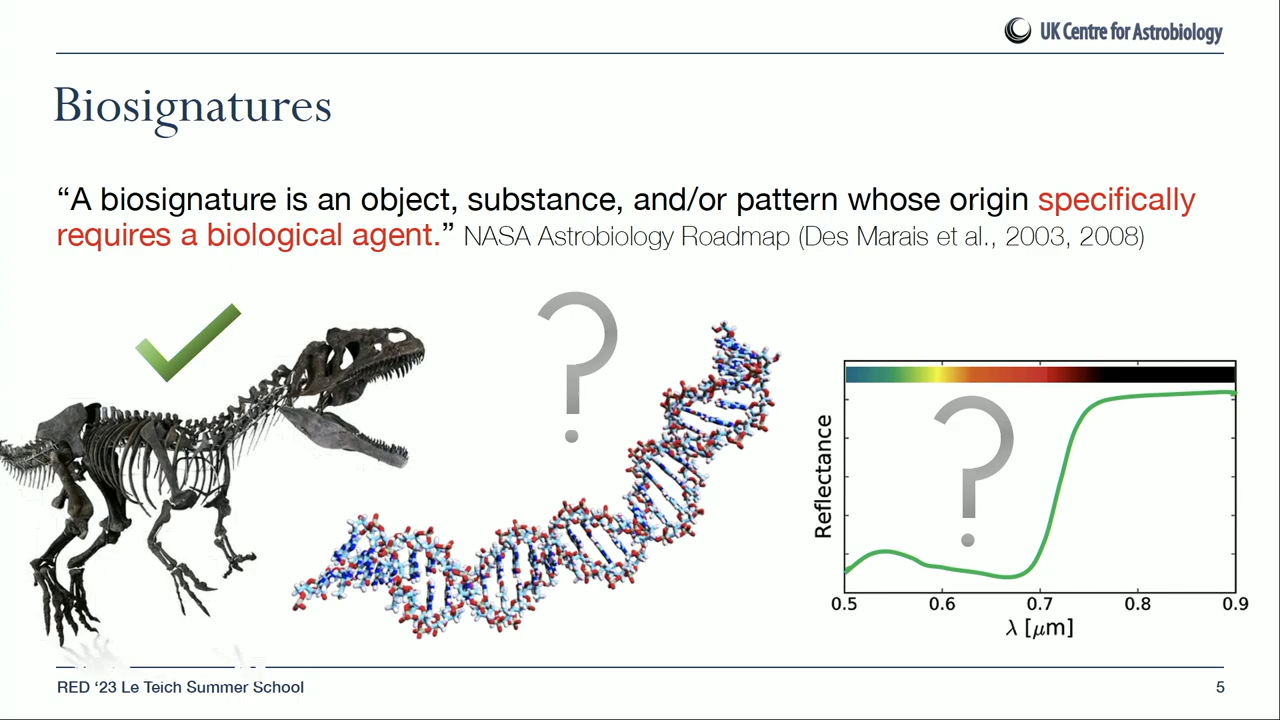 UK Centre for Astrobiology
Biosignatures
“A biosignature is an object, substance, and/or pattern whose origin specifically
requires a biological agent.” NASA Astrobiology Roadmap (Des Marais et al., 2003, 2008)
?
?
Reflectance
0.5 0.6 0.7 0.8 0.9
λ [μm]
RED ‘23 Le Teich Summer School
5